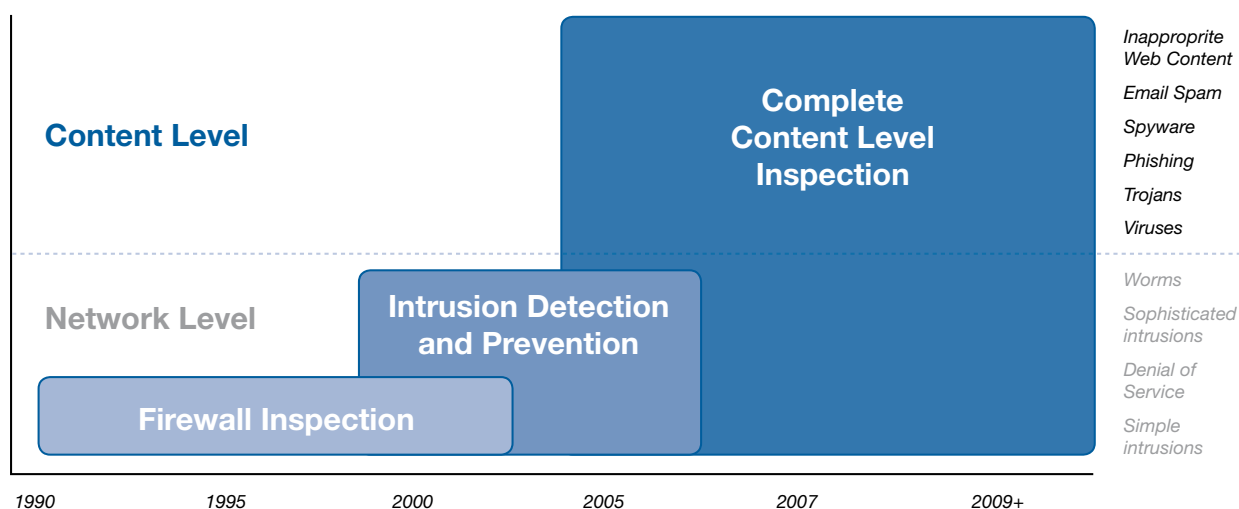 Content Level
Complete
Content Level
Inspection
Inapproprite
Web Content
Email Spam
Spyware
Phishing
Trojans
Viruses
Network Level
Intrusion Detection
and Prevention
Firewall Inspection
Worms
Sophisticated
intrusions
Denial of
Service
Simple
intrusions
1990
1995
2000
2005
2007
2009+